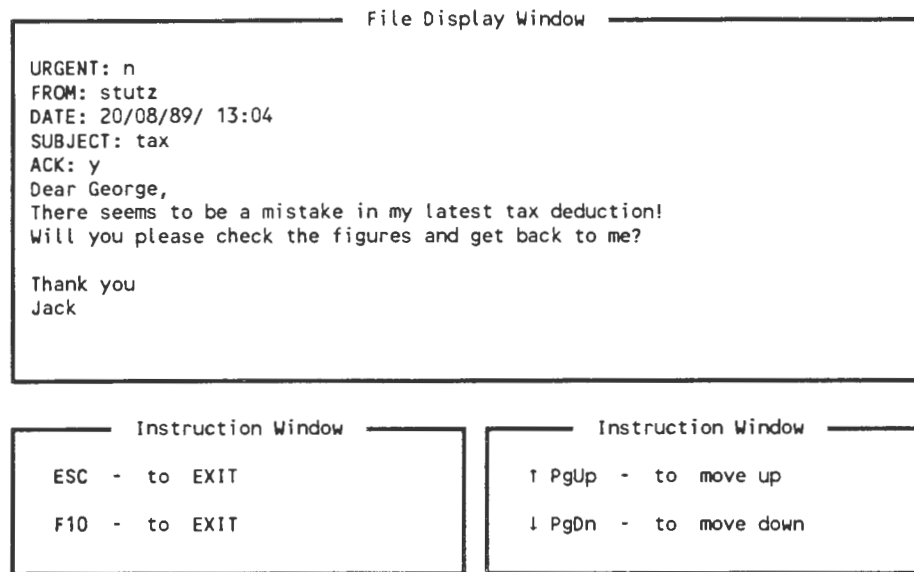 File Display Window
URGENT: n
FROM: stutz
DATE: 20/08/89/ 13:04
SUBJECT: tax
ACK: y
Dear George,
There seems to be a mistake in my latest tax deduction!
Will you please check the figures and get back to me?
Thank you
Jack
Instruction Window
ESC - to EXIT
F10 - to EXIT
Instruction Window
↑ PgUp - to move up
↓ PgDn - to move down